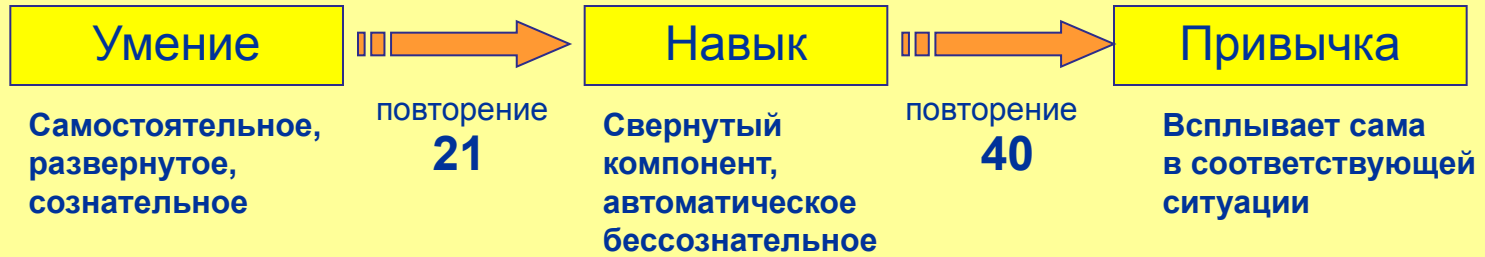 Умение
Навык
Привычка
Самостоятельное,
развернутое,
сознательное
повторение
21
Свернутый
компонент,
автоматическое
бессознательное
повторение
40
Всплывает сама
в соответствующей
ситуации